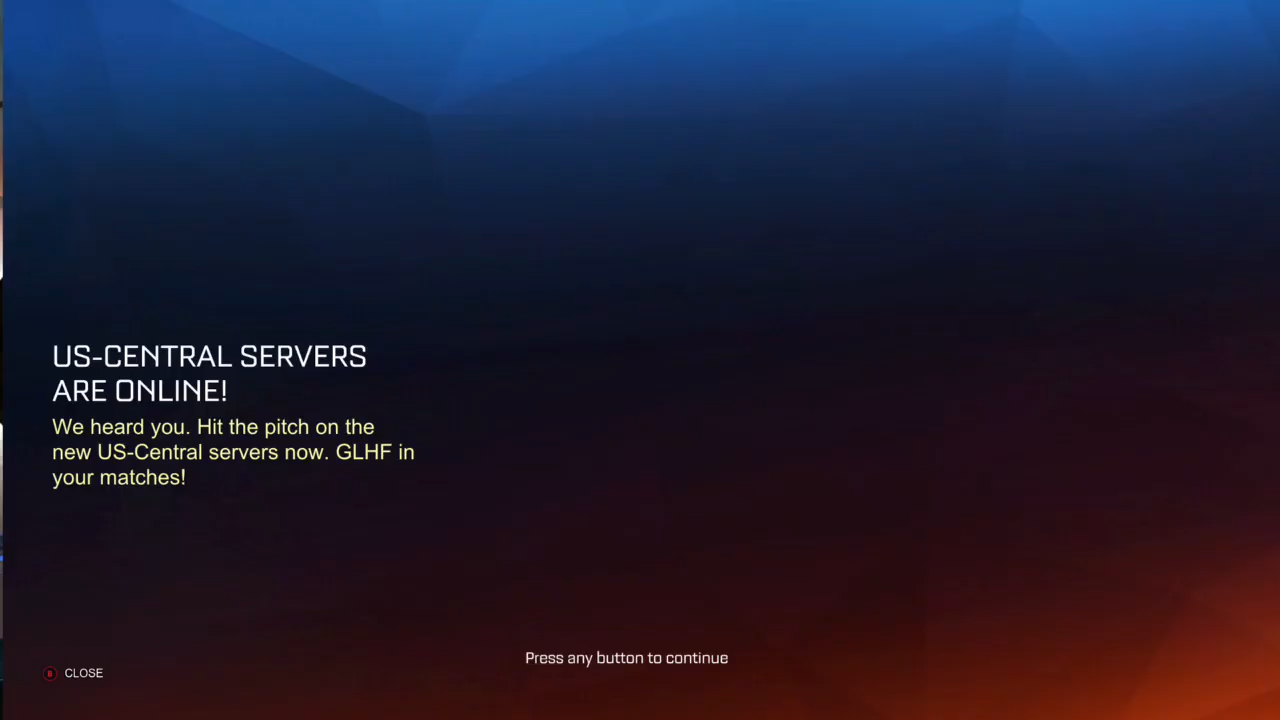 US-CENTRAL SERVERS
ARE ONLINE!
We heard you. Hit the pitch on the
new US-Central servers now. GLHF in
your matches!
Press any button to continue
B CLOSE